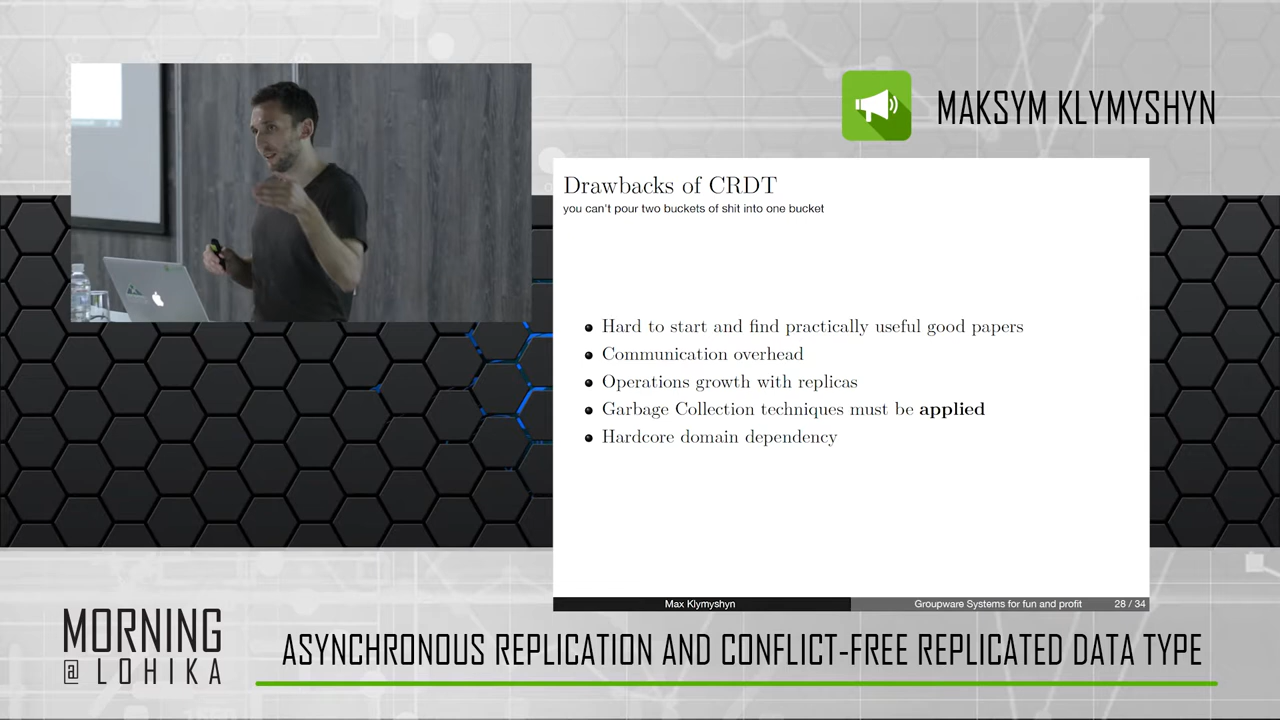 MAKSYM KLYMYSHYN
Drawbacks of CRDT
you can't pour two buckets of shit into one bucket
Hard to start and find practically useful good papers
Communication overhead
Operations growth with replicas
Garbage Collection techniques must be applied
Hardcore domain dependency
Max Klymyshyn
Groupware Systems for fun and profit
28 / 34
MORNING
@ LOHIKA
ASYNCHRONOUS REPLICATION AND CONFLICT-FREE REPLICATED DATA TYPE